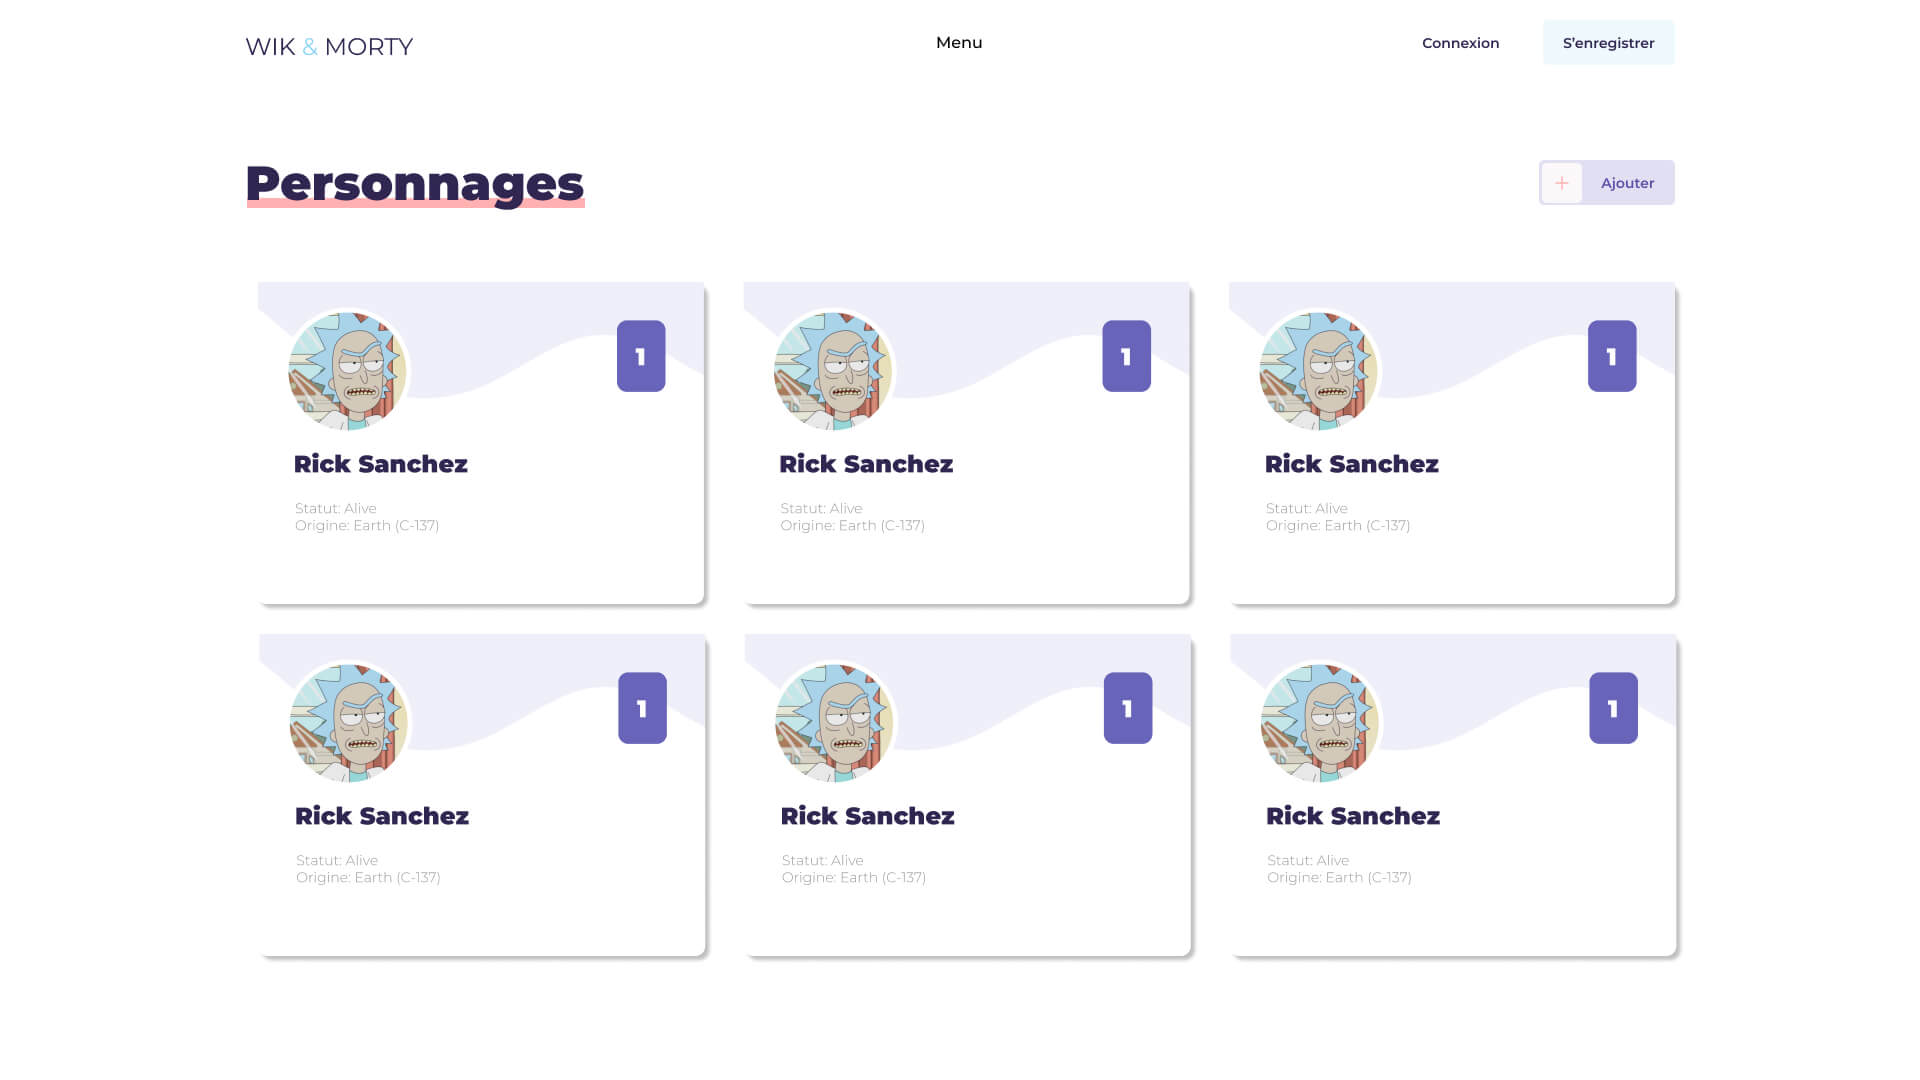 WIK & MORTY
Menu
Connexion
S'enregistrer
Personnages
+ Ajouter
1
Rick Sanchez
Statut: Alive
Origine: Earth (C-137)
1
Rick Sanchez
Statut: Alive
Origine: Earth (C-137)
1
Rick Sanchez
Statut: Alive
Origine: Earth (C-137)
1
Rick Sanchez
Statut: Alive
Origine: Earth (C-137)
1
Rick Sanchez
Statut: Alive
Origine: Earth (C-137)
1
Rick Sanchez
Statut: Alive
Origine: Earth (C-137)